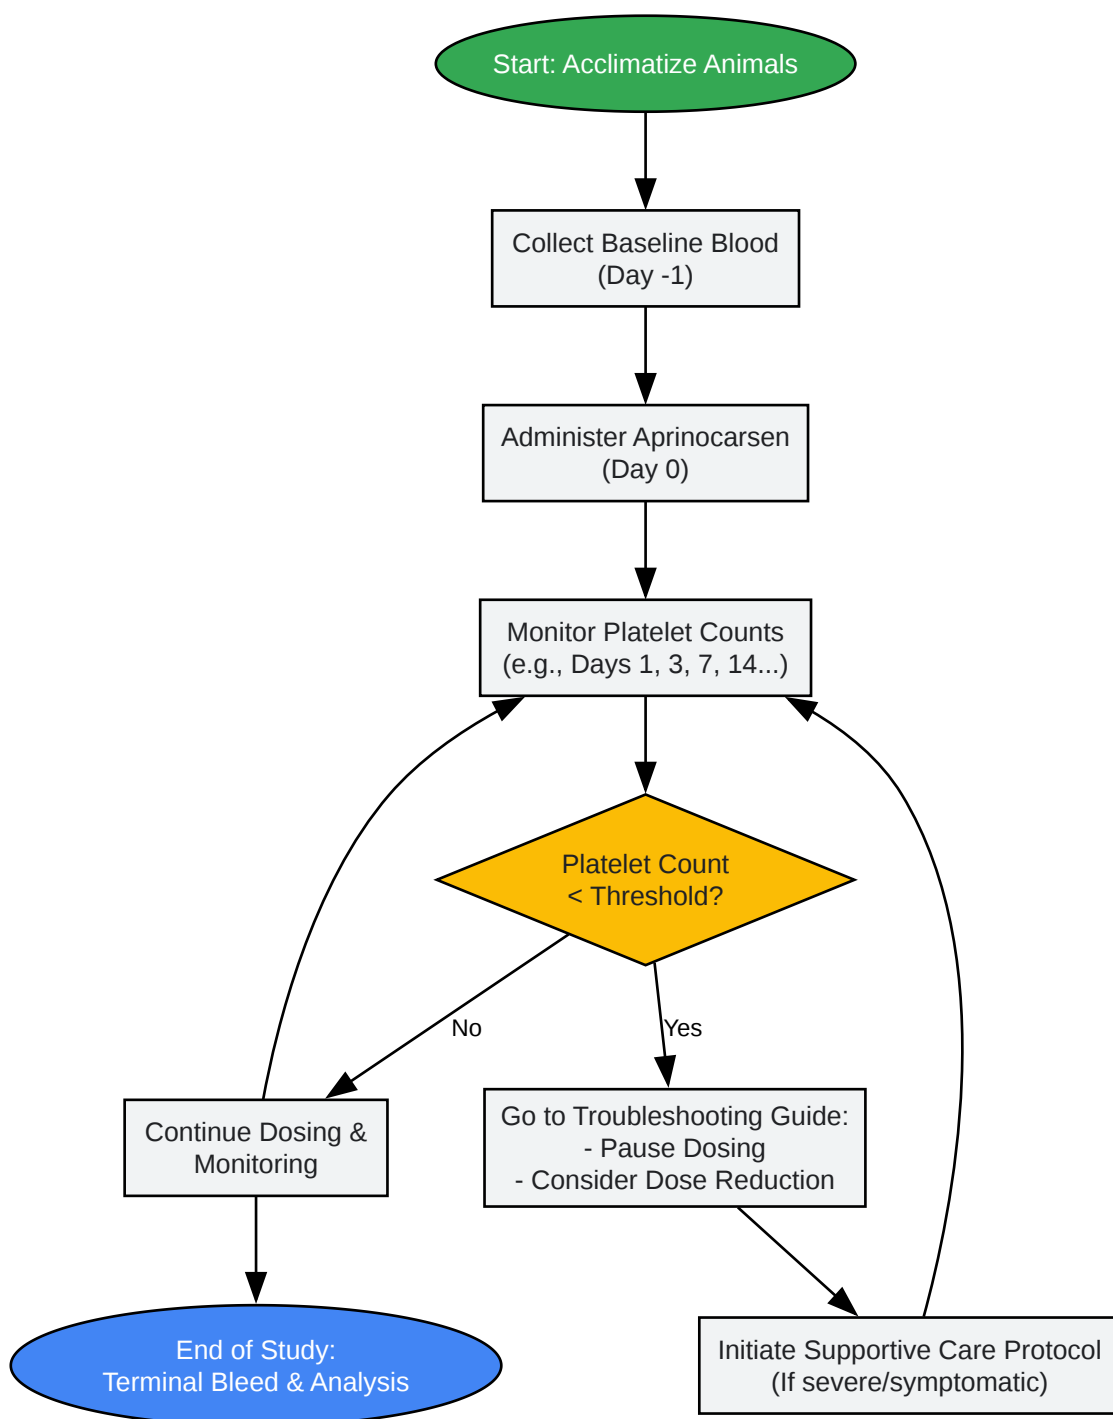 Start: Acclimatize Animals
Collect Baseline Blood
(Day -1)
Administer Aprinocarsen
(Day 0)
Monitor Platelet Counts
(e.g., Days 1, 3, 7, 14...)
Platelet Count
< Threshold?
No
Yes
Continue Dosing &
Monitoring
Go to Troubleshooting Guide:
- Pause Dosing
- Consider Dose Reduction
End of Study:
Terminal Bleed & Analysis
Initiate Supportive Care Protocol
(If severe/symptomatic)